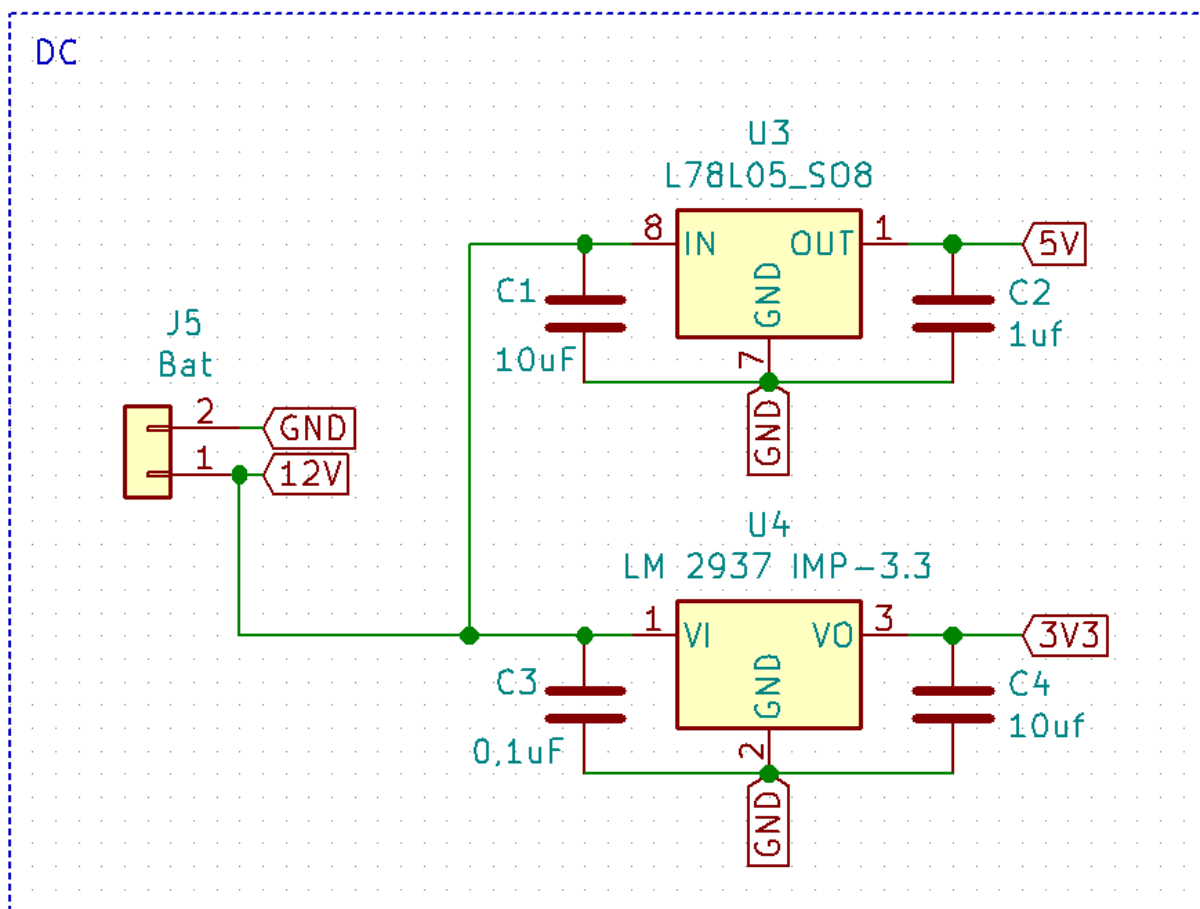 DC
U3
L78L05_SO8
8
IN
OUT
1
5V
GND
7
C1
10uF
C2
1uf
GND
J5
Bat
2
GND
1
12V
U4
LM 2937 IMP-3.3
1
VI
VO
3
3V3
GND
2
C3
0,1uF
C4
10uf
GND